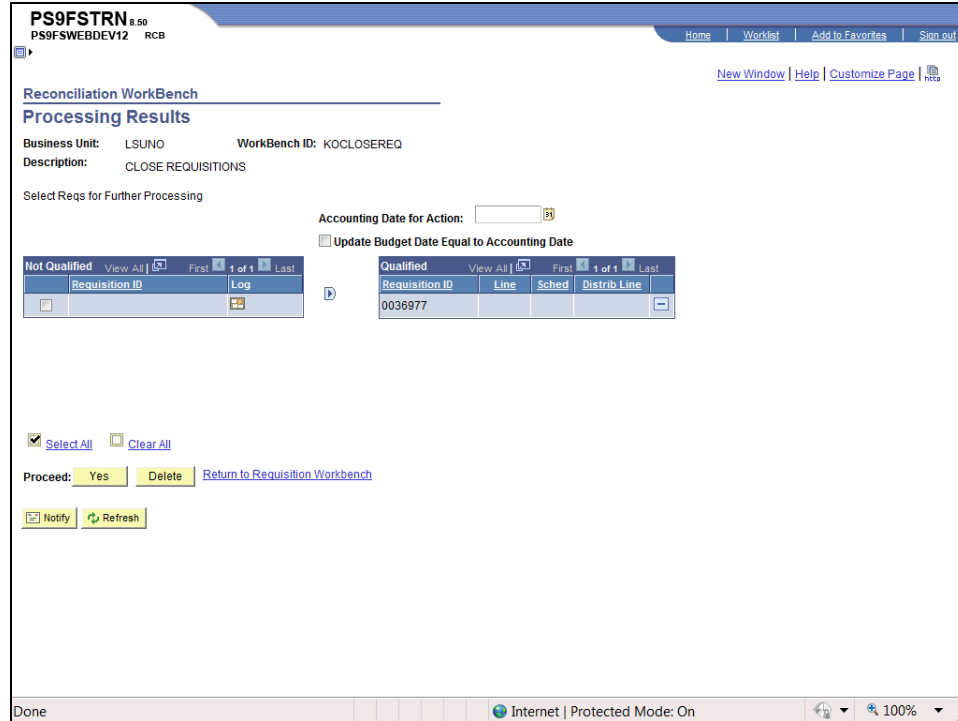 PS9FSTRN 8.50
PS9FSWEBDEV12 RCB
Home | Worklist | Add to Favorites | Sign out
New Window | Help | Customize Page | http
Reconciliation WorkBench
Processing Results
Business Unit: LSUNO WorkBench ID: KOCLOSEREQ
Description: CLOSE REQUISITIONS
Select Reqs for Further Processing
Accounting Date for Action: 31
Update Budget Date Equal to Accounting Date
Not Qualified View All | First 1 of 1 Last
Requisition ID Log
Qualified View All | First 1 of 1 Last
Requisition ID Line Sched Distrib Line
0036977
Select All Clear All
Proceed: Yes Delete Return to Requisition Workbench
Notify Refresh
Done Internet | Protected Mode: On 100%